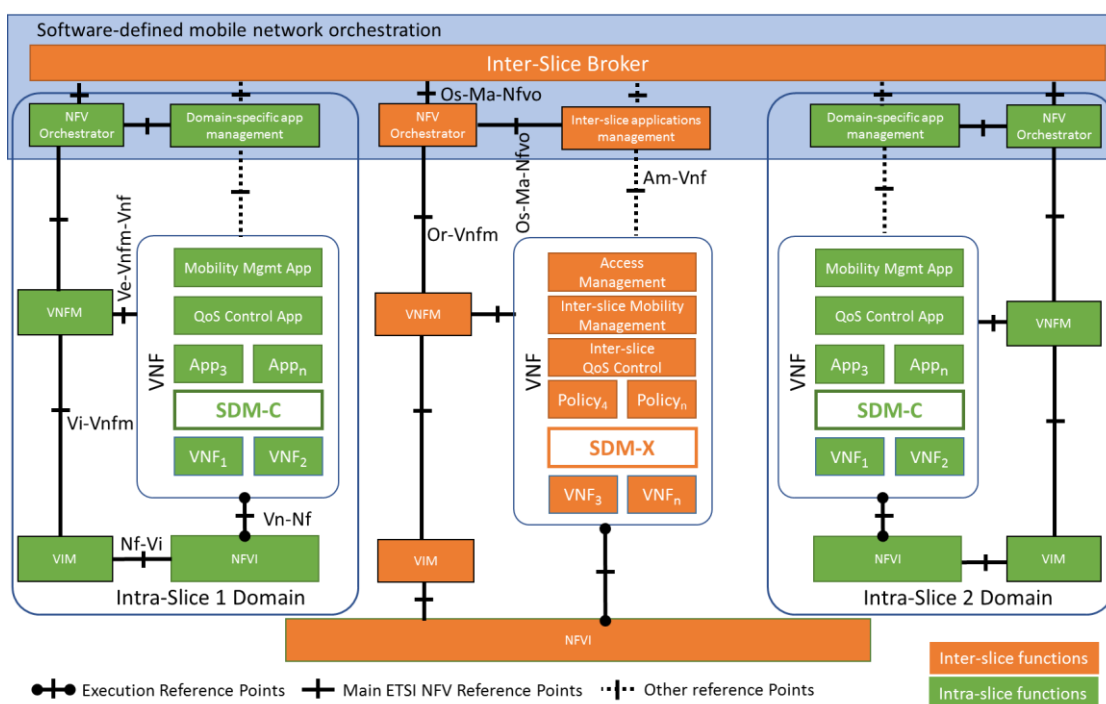 Software-defined mobile network orchestration
Inter-Slice Broker
Os-Ma-Nfvo
NFV
Orchestrator
Domain-specific app
management
NFV
Orchestrator
Inter-slice applications
management
Domain-specific app
management
NFV
Orchestrator
Os-Ma-Nfvo
Am-Vnf
Or-Vnfm
Ve-Vnfm-Vnf
VNFM
VNF
Mobility Mgmt App
QoS Control App
App3
Appn
SDM-C
VNF1
VNF2
Vi-Vnfm
Vn-Nf
VIM
Nf-Vi
NFVI
Intra-Slice 1 Domain
VNFM
VNF
Access
Management
Inter-slice Mobility
Management
Inter-slice
QoS Control
Policy4
Policyn
SDM-X
VNF3
VNFn
VIM
NFVI
VNF
Mobility Mgmt App
QoS Control App
App3
Appn
SDM-C
VNF1
VNF2
VNFM
NFVI
VIM
Intra-Slice 2 Domain
Inter-slice functions
Intra-slice functions
Execution Reference Points
Main ETSI NFV Reference Points
Other reference Points